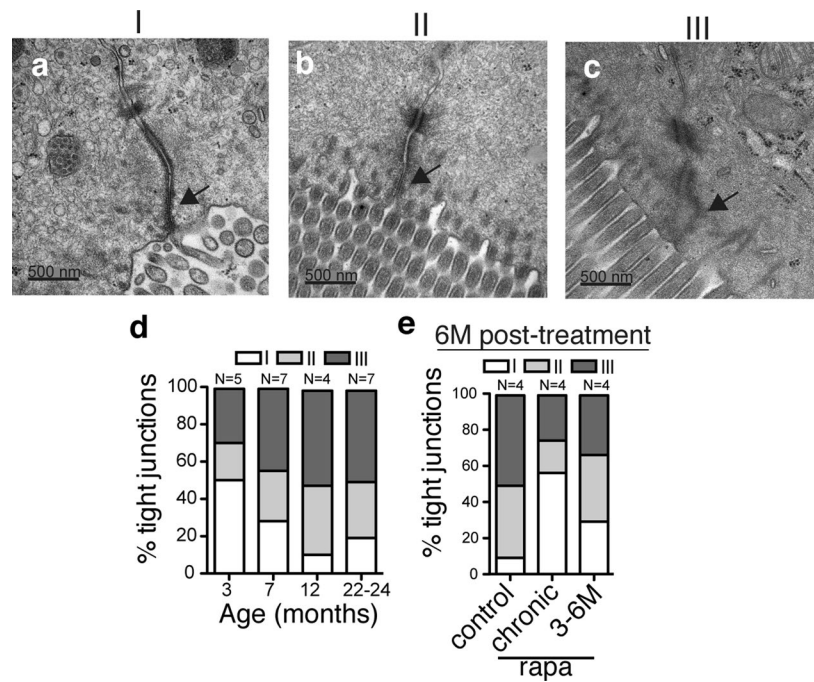 I
II
III
a
b
c
500 nm
500 nm
500 nm
d
I II III
N=5 N=7 N=4 N=7
% tight junctions
100
80
60
40
20
0
3 7 12 22-24
Age (months)
e
6M post-treatment
I II III
N=4 N=4 N=4
% tight junctions
100
80
60
40
20
0
control chronic 3-6M
rapa